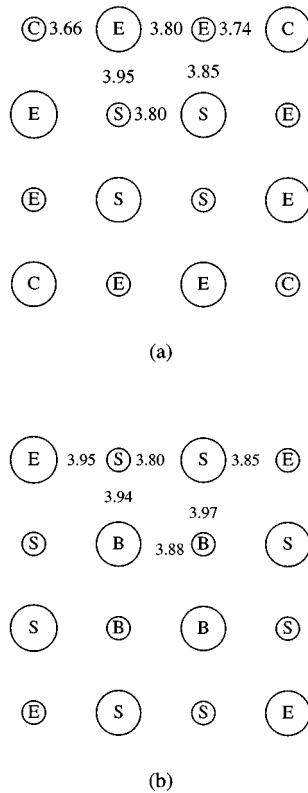 C 3.66 E 3.80 E 3.74 C
3.95 3.85
E S 3.80 S E
E S S E
C E E C
(a)
E 3.95 S 3.80 S 3.85 E
3.94 3.97
S B 3.88 B S
S B B S
E S S E
(b)